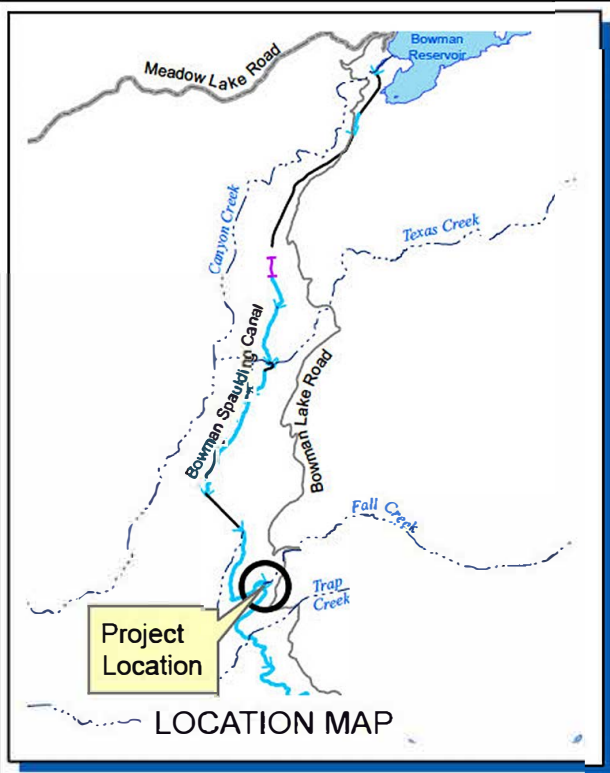 Bowman
Reservoir
Meadow Lake Road
Canyon Creek
Texas Creek
Bowman Spaulding Canal
Bowman Lake Road
Fall Creek
Trap
Creek
Project
Location
LOCATION MAP